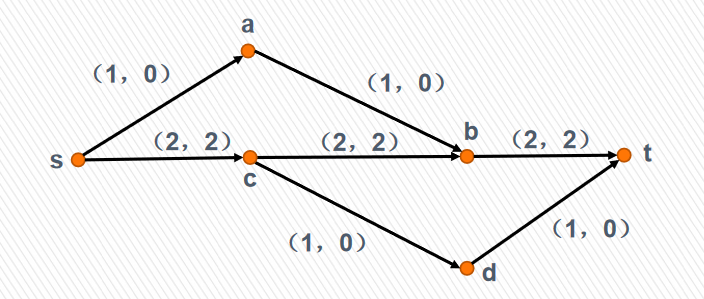 a
（1，0）
（1，0）
b
（2，2）
（2，2）
（2，2）
s
t
c
（1，0）
（1，0）
d